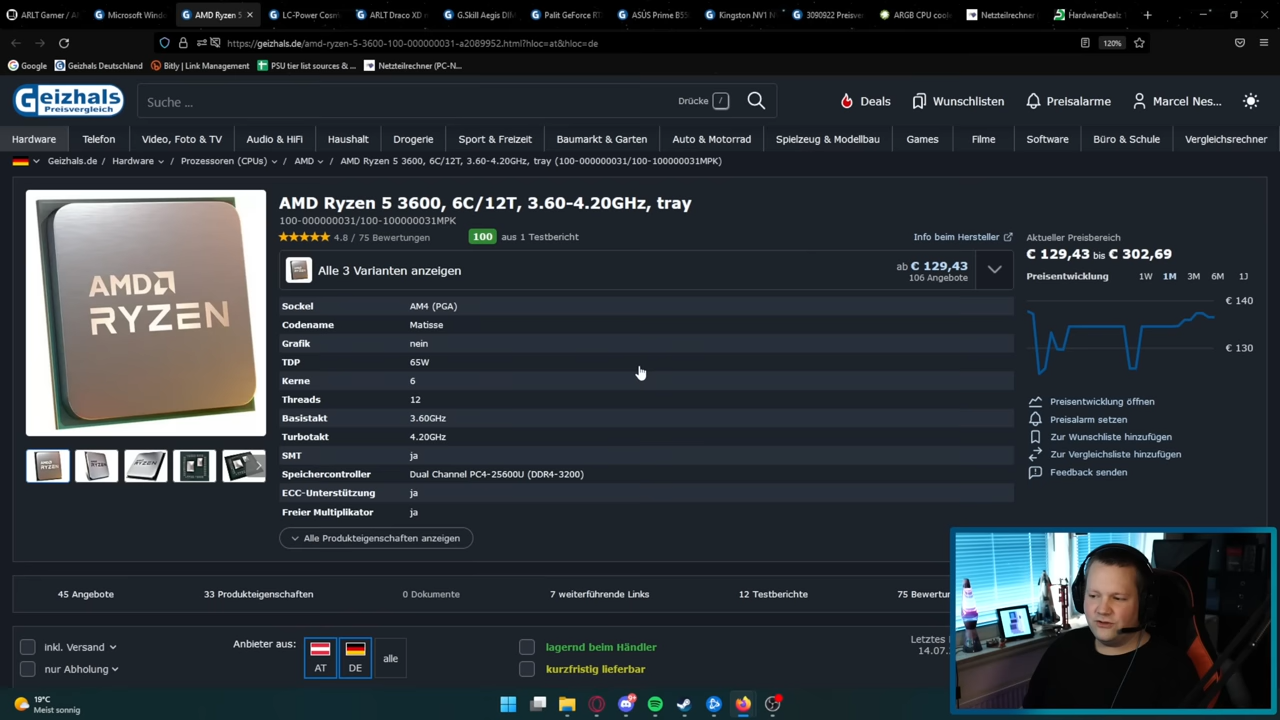 ARLT Gamer /
Microsoft Wind
AMD Ryzen 5
LC-Power Cosm
ARLT Draco XD
G.Skill Aegis DIM
Palit GeForce RT
ASUS Prime B55
Kingston NV1 N
3090922 Preisver
ARGB CPU cool
Netzteilrechner
HardwareDealz
https://geizhals.de/amd-ryzen-5-3600-100-000000031-a2089952.html?hloc=at&hloc=de
120%
Google
Geizhals Deutschland
Bitly | Link Management
PSU tier list sources & ...
Netzteilrechner (PC-N...
Geizhals
Preisvergleich
Suche ...
Drücke /
Deals
Wunschlisten
Preisalarme
Marcel Nes...
Hardware
Telefon
Video, Foto & TV
Audio & HiFi
Haushalt
Drogerie
Sport & Freizeit
Baumarkt & Garten
Auto & Motorrad
Spielzeug & Modellbau
Games
Filme
Software
Büro & Schule
Vergleichsrechner
Geizhals.de / Hardware / Prozessoren (CPUs) / AMD / AMD Ryzen 5 3600, 6C/12T, 3.60-4.20GHz, tray (100-000000031/100-100000031MPK)
AMD
RYZEN
AMD Ryzen 5 3600, 6C/12T, 3.60-4.20GHz, tray
100-000000031/100-100000031MPK
4.8 / 75 Bewertungen
100 aus 1 Testbericht
Info beim Hersteller
Alle 3 Varianten anzeigen
ab € 129,43
106 Angebote
Sockel AM4 (PGA)
Codename Matisse
Grafik nein
TDP 65W
Kerne 6
Threads 12
Basistakt 3.60GHz
Turbotakt 4.20GHz
SMT ja
Speichercontroller Dual Channel PC4-25600U (DDR4-3200)
ECC-Unterstützung ja
Freier Multiplikator ja
Alle Produkteigenschaften anzeigen
Aktueller Preisbereich
€ 129,43 bis € 302,69
Preisentwicklung 1W 1M 3M 6M 1J
€ 140
€ 130
Preisentwicklung öffnen
Preisalarm setzen
Zur Wunschliste hinzufügen
Zur Vergleichsliste hinzufügen
Feedback senden
45 Angebote
33 Produkteigenschaften
0 Dokumente
7 weiterführende Links
12 Testberichte
75 Bewertun
inkl. Versand
nur Abholung
Anbieter aus:
AT
DE
alle
lagernd beim Händler
kurzfristig lieferbar
Letztes
14.07.
19°C
Meist sonnig